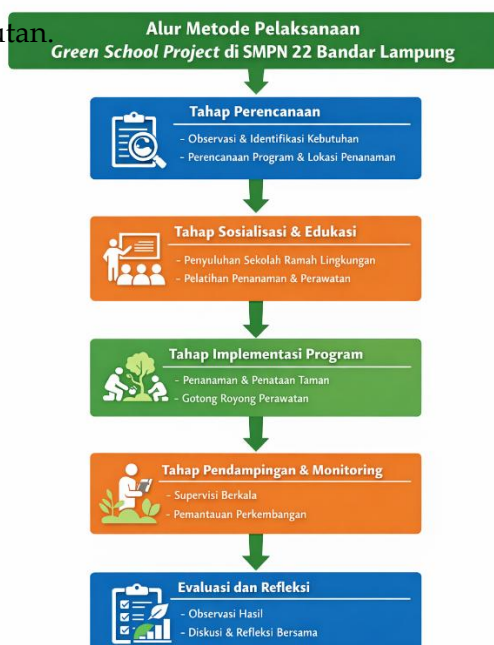 utan.
Alur Metode Pelaksanaan
Green School Project di SMPN 22 Bandar Lampung
Tahap Perencanaan
- Observasi & Identifikasi Kebutuhan
- Perencanaan Program & Lokasi Penanaman
Tahap Sosialisasi & Edukasi
- Penyuluhan Sekolah Ramah Lingkungan
- Pelatihan Penanaman & Perawatan
Tahap Implementasi Program
- Penanaman & Penataan Taman
- Gotong Royong Perawatan
Tahap Pendampingan & Monitoring
- Supervisi Berkala
- Pemantauan Perkembangan
Evaluasi dan Refleksi
- Observasi Hasil
- Diskusi & Refleksi Bersama